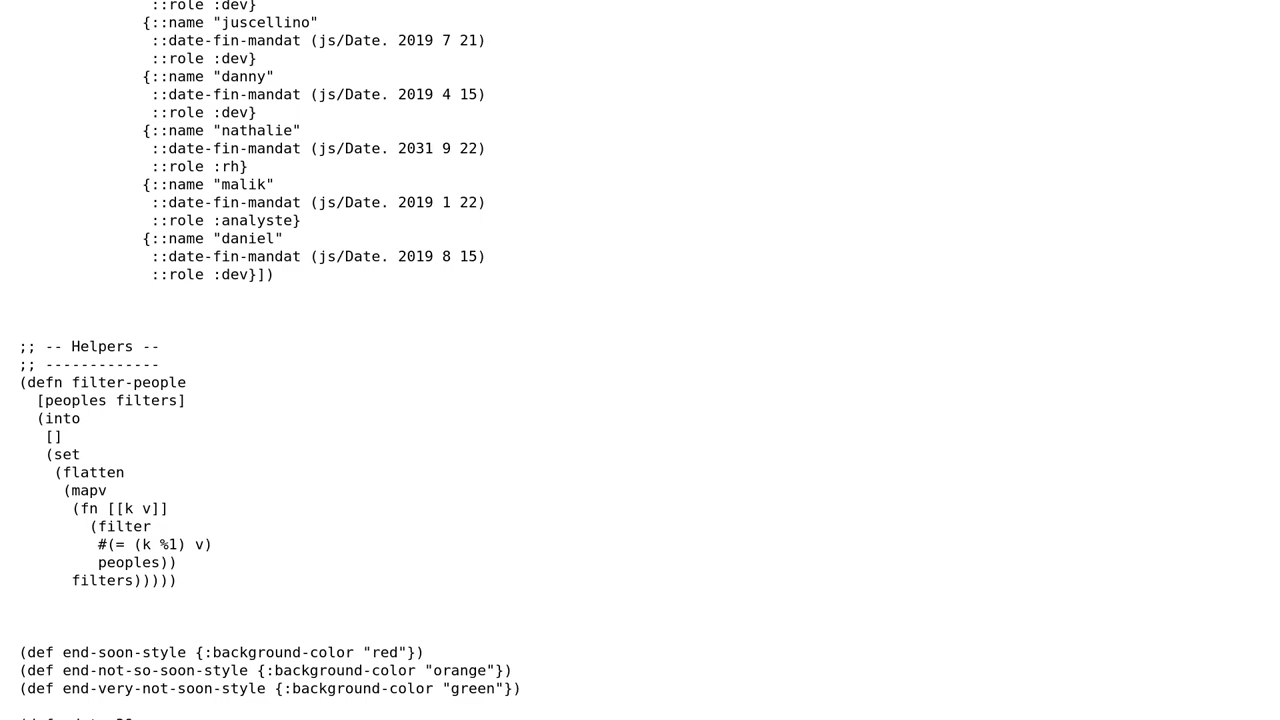 ::role :dev}
{::name "juscellino"
::date-fin-mandat (js/Date. 2019 7 21)
::role :dev}
{::name "danny"
::date-fin-mandat (js/Date. 2019 4 15)
::role :dev}
{::name "nathalie"
::date-fin-mandat (js/Date. 2031 9 22)
::role :rh}
{::name "malik"
::date-fin-mandat (js/Date. 2019 1 22)
::role :analyste}
{::name "daniel"
::date-fin-mandat (js/Date. 2019 8 15)
::role :dev}])
;; -- Helpers --
;; -------------
(defn filter-people
[peoples filters]
(into
[]
(set
(flatten
(mapv
(fn [[k v]]
(filter
#(= (k %1) v)
peoples))
filters)))))
(def end-soon-style {:background-color "red"})
(def end-not-so-soon-style {:background-color "orange"})
(def end-very-not-soon-style {:background-color "green"})